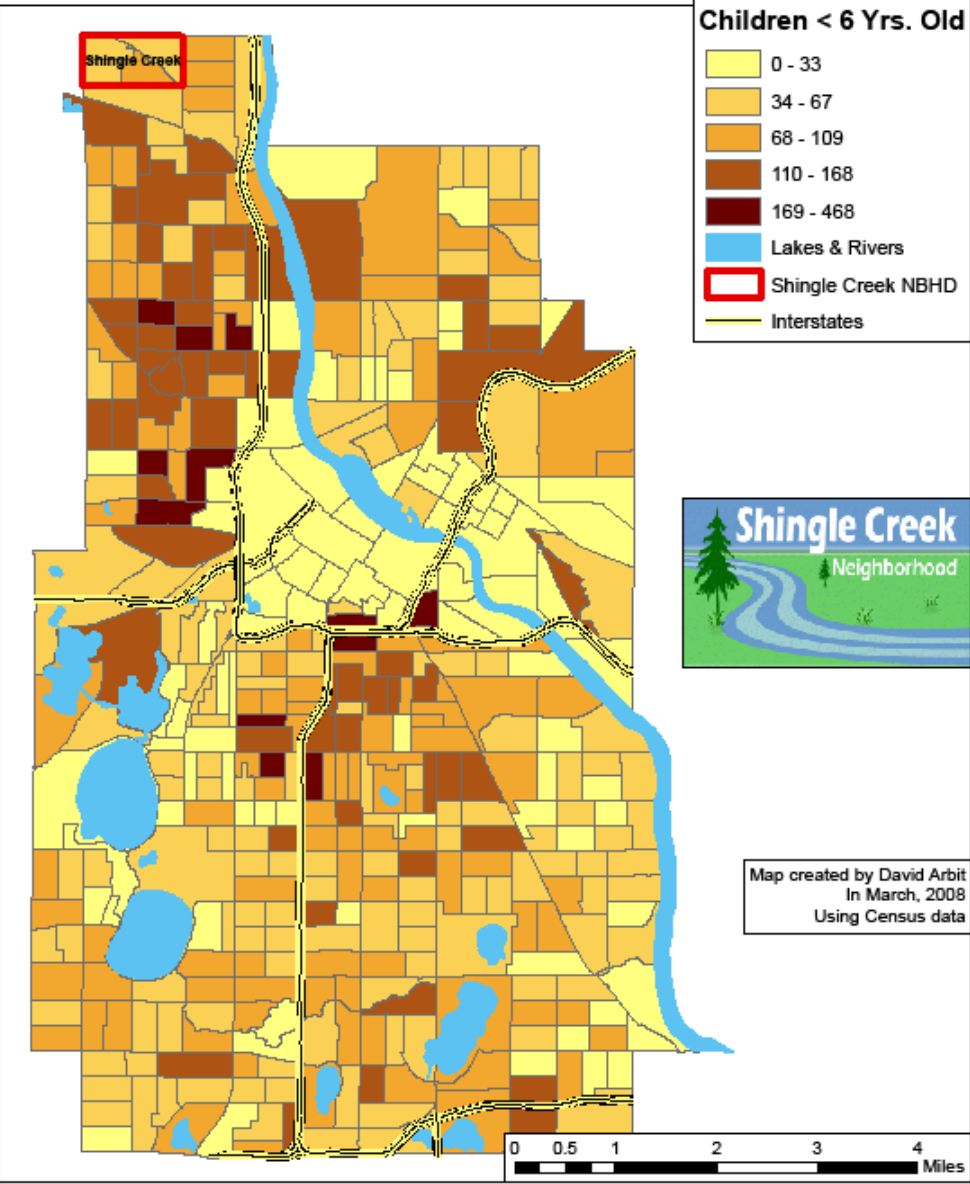 Children < 6 Yrs. Old
0 - 33
34 - 67
68 - 109
110 - 168
169 - 468
Lakes & Rivers
Shingle Creek NBHD
Interstates
Shingle Creek
Shingle Creek
Neighborhood
Map created by David Arbit
In March, 2008
Using Census data
0 0.5 1 2 3 4
Miles